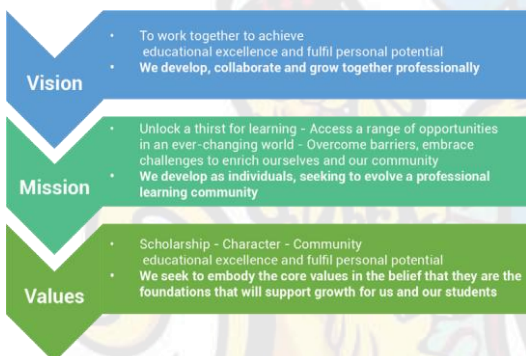 Vision
• To work together to achieve
educational excellence and fulfil personal potential
• We develop, collaborate and grow together professionally
Mission
• Unlock a thirst for learning - Access a range of opportunities
in an ever-changing world - Overcome barriers, embrace
challenges to enrich ourselves and our community
• We develop as individuals, seeking to evolve a professional
learning community
Values
• Scholarship - Character - Community
educational excellence and fulfil personal potential
• We seek to embody the core values in the belief that they are the
foundations that will support growth for us and our students